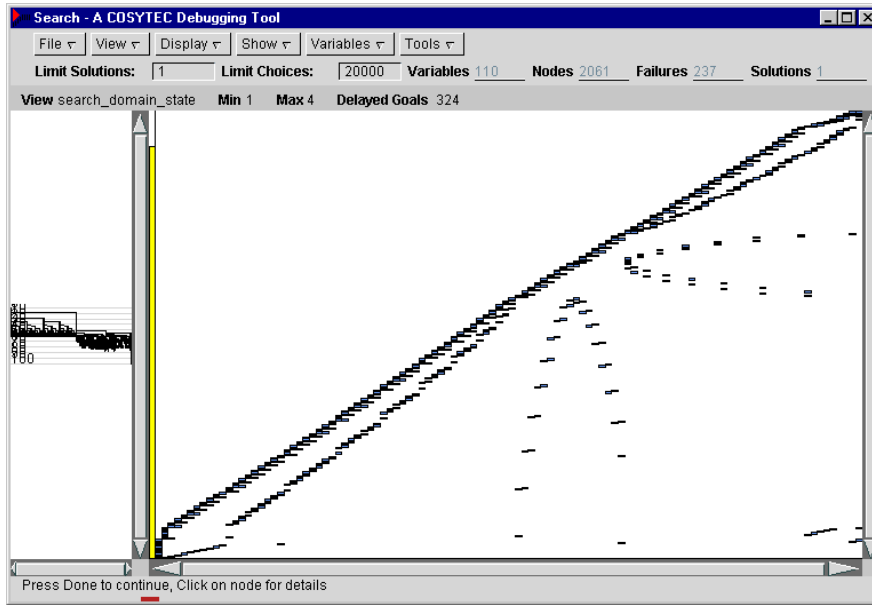 Search - A COSYTEC Debugging Tool
File View Display Show Variables Tools
Limit Solutions: 1 Limit Choices: 20000 Variables 110 Nodes 2061 Failures 237 Solutions 1
View search_domain_state Min 1 Max 4 Delayed Goals 324
100
Press Done to continue, Click on node for details